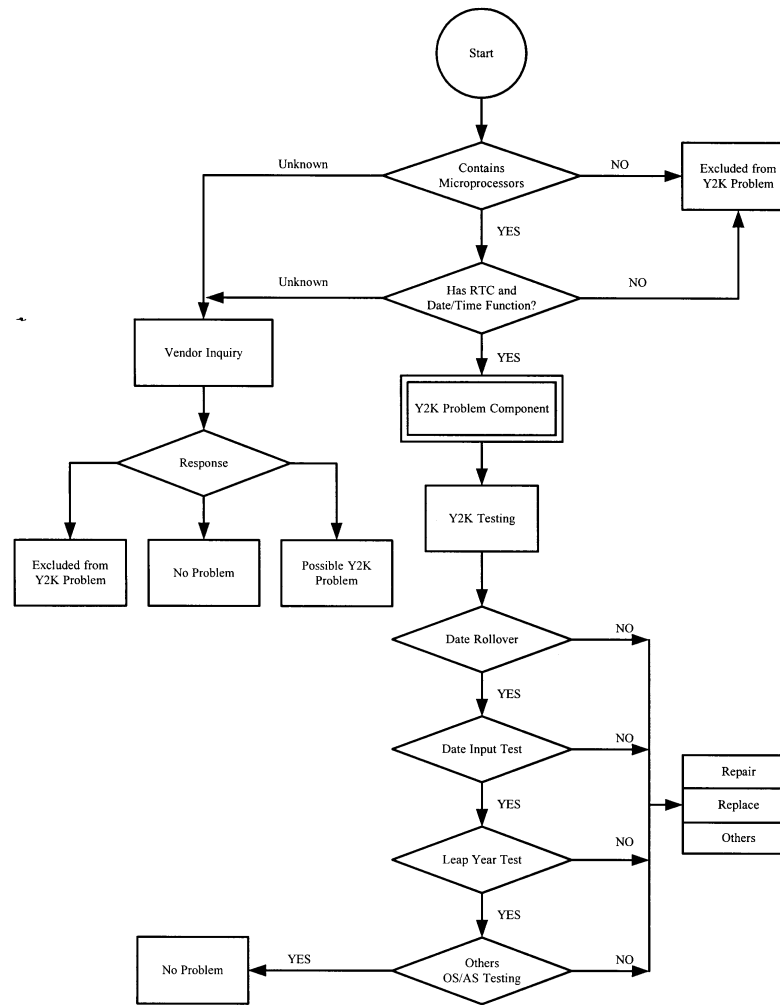 Start
Unknown
Contains
Microprocessors
NO
Excluded from
Y2K Problem
YES
Unknown
Has RTC and
Date/Time Function?
NO
Vendor Inquiry
YES
Y2K Problem Component
Response
Y2K Testing
Excluded from
Y2K Problem
No Problem
Possible Y2K
Problem
Date Rollover
NO
YES
Date Input Test
NO
Repair
Replace
Others
YES
Leap Year Test
NO
YES
No Problem
YES
Others
OS/AS Testing
NO